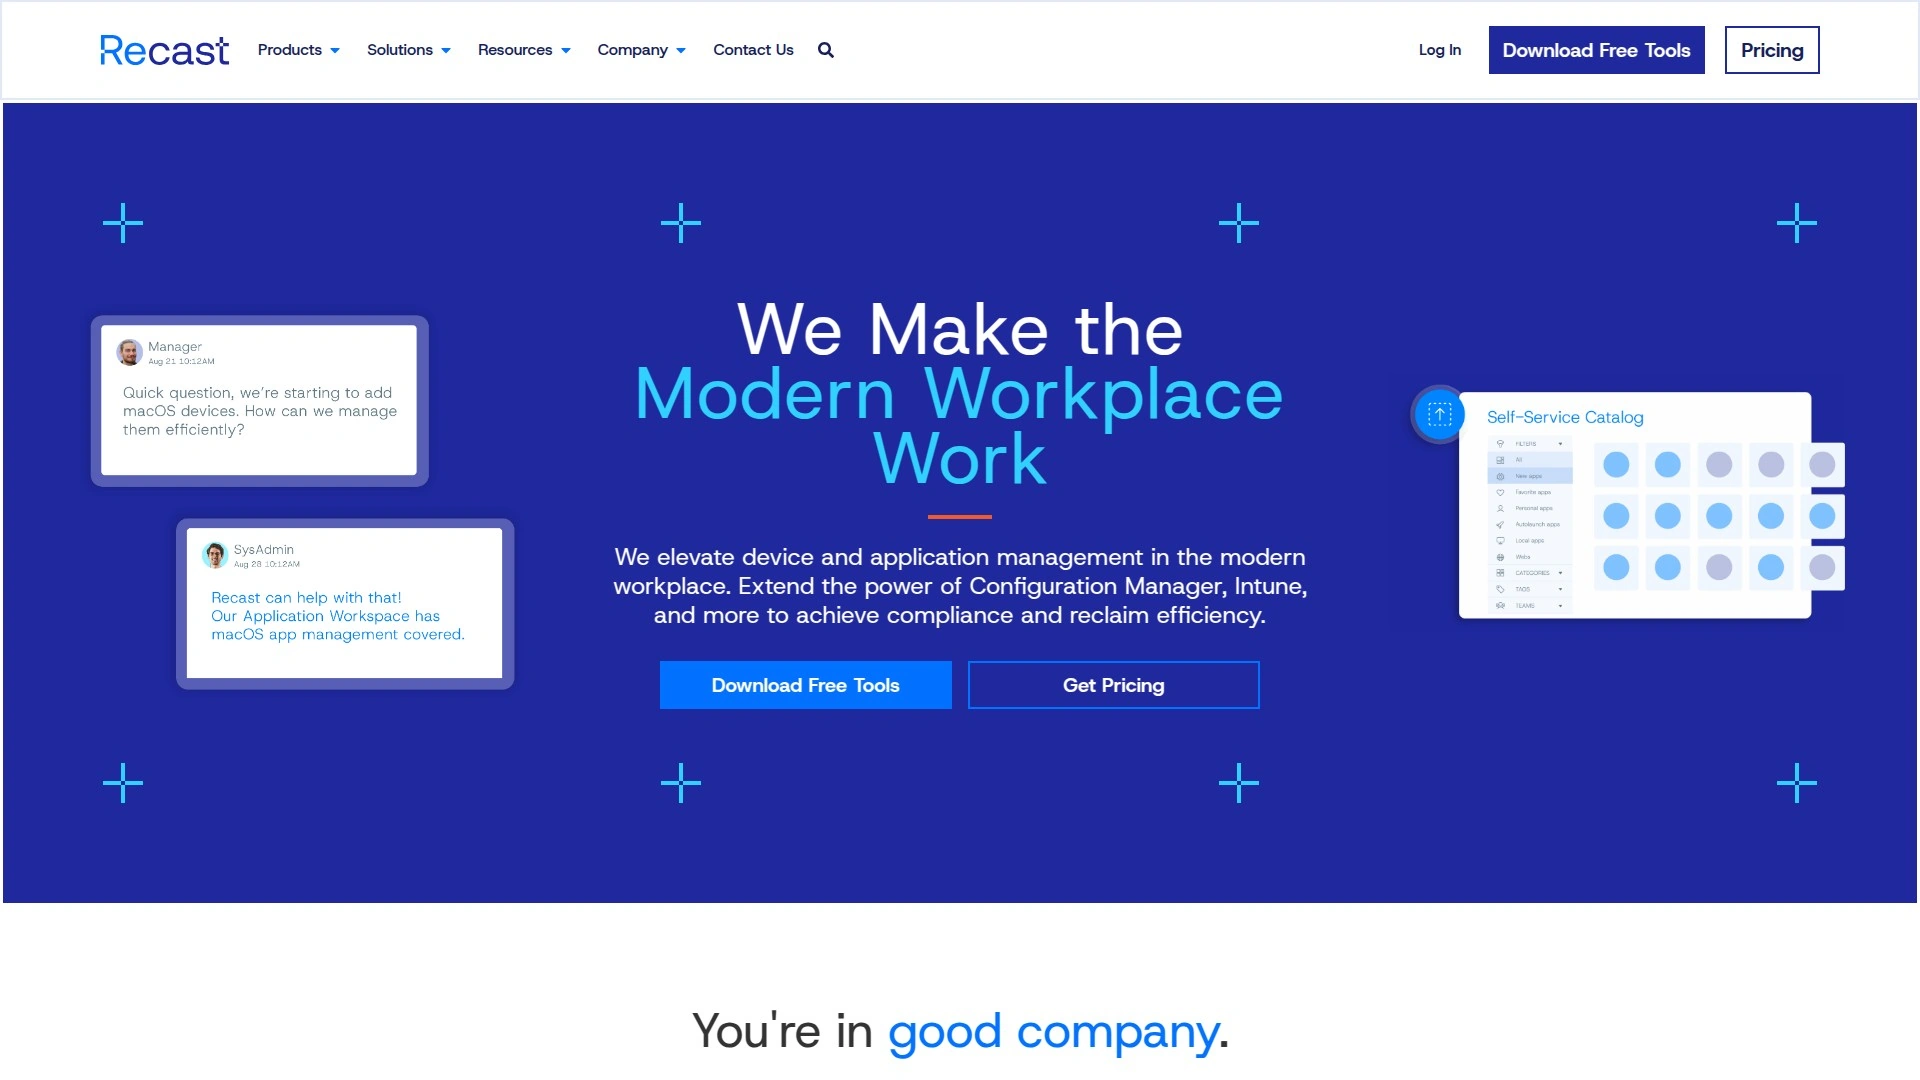 Recast
Products
Solutions
Resources
Company
Contact Us
Log In
Download Free Tools
Pricing
Manager
Aug 21 10:12AM
Quick question, we're starting to add
macOS devices. How can we manage
them efficiently?
SysAdmin
Aug 28 10:12AM
Recast can help with that!
Our Application Workspace has
macOS app management covered.
We Make the
Modern Workplace
Work
We elevate device and application management in the modern
workplace. Extend the power of Configuration Manager, Intune,
and more to achieve compliance and reclaim efficiency.
Download Free Tools
Get Pricing
Self-Service Catalog
FILTERS
All
New apps
Favorite apps
Personal apps
Autolaunch apps
Local apps
Webs
CATEGORIES
TAGS
TEAMS
You're in good company.